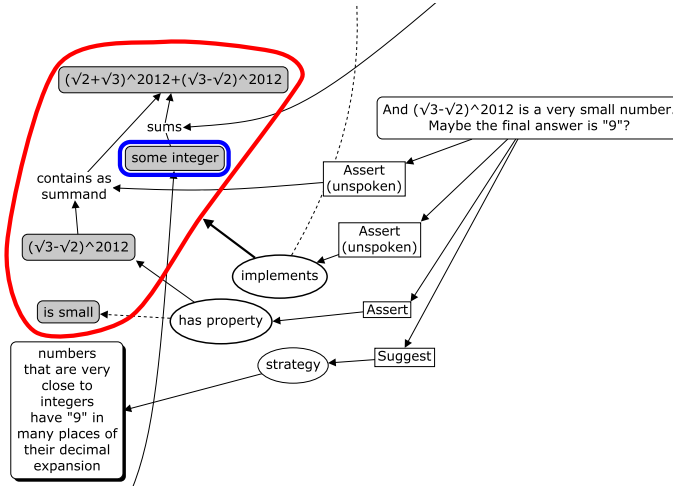 (√2+√3)^2012+(√3-√2)^2012
And (√3-√2)^2012 is a very small number.
Maybe the final answer is "9"?
sums
some integer
contains as
summand
Assert
(unspoken)
(√3-√2)^2012
Assert
(unspoken)
implements
is small
has property
Assert
numbers
that are very
close to
integers
have "9" in
many places of
their decimal
expansion
strategy
Suggest